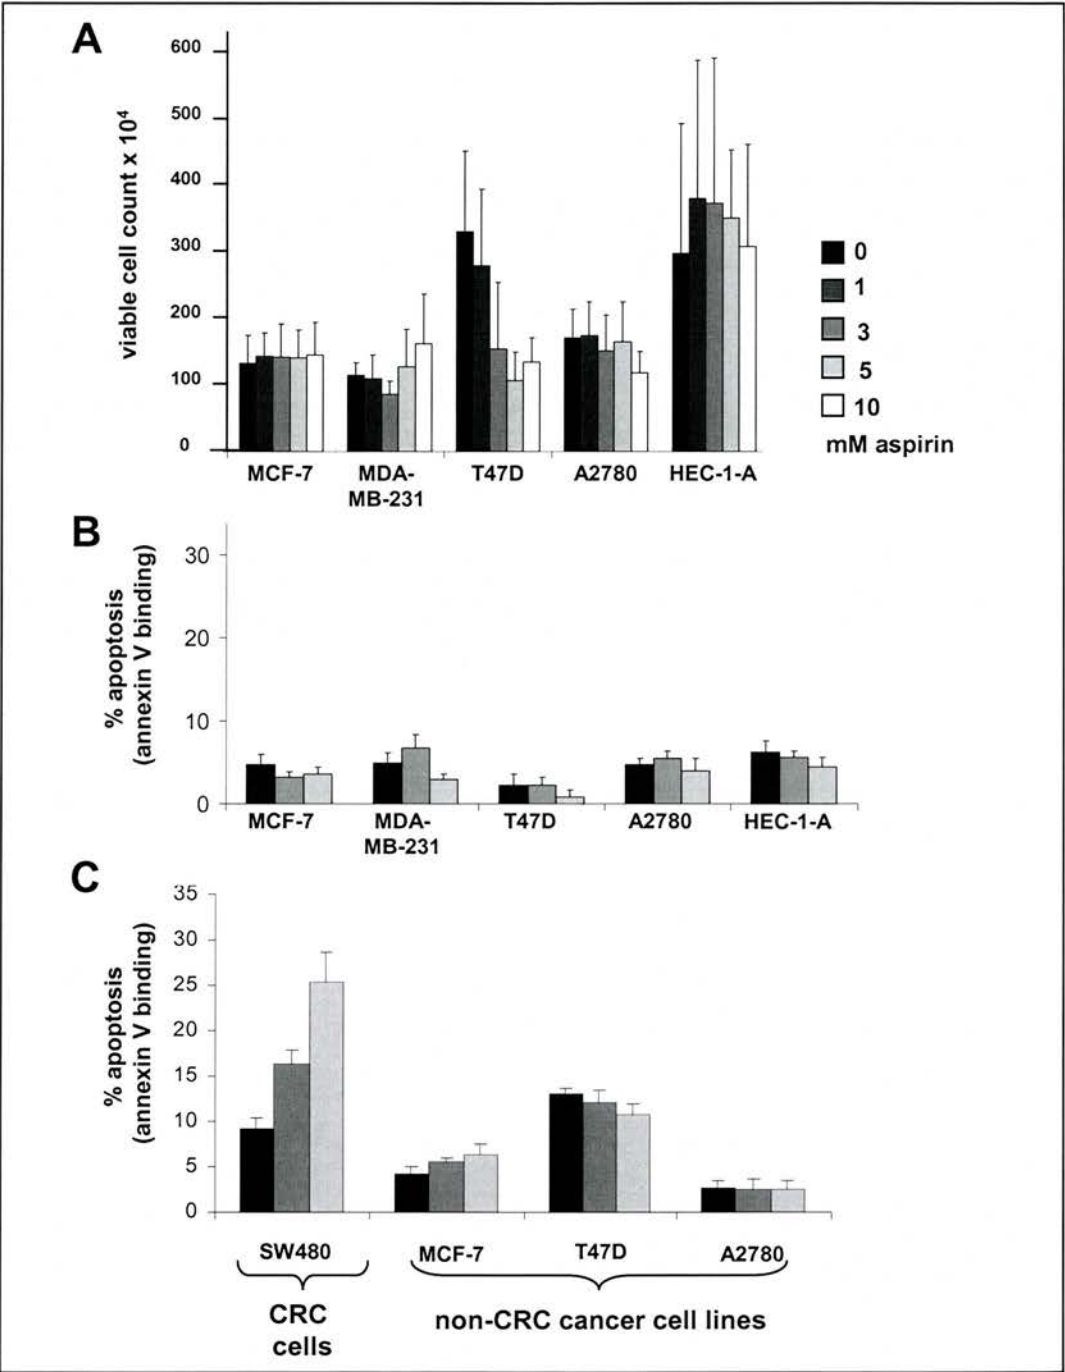 A
viable cell count x 10⁴
600
500
400
300
200
100
0
MCF-7
MDA-
MB-231
T47D
A2780
HEC-1-A
0
1
3
5
10
mM aspirin
B
% apoptosis
(annexin V binding)
30
20
10
0
MCF-7
MDA-
MB-231
T47D
A2780
HEC-1-A
C
% apoptosis
(annexin V binding)
35
30
25
20
15
10
5
0
SW480
MCF-7
T47D
A2780
CRC
cells
non-CRC cancer cell lines